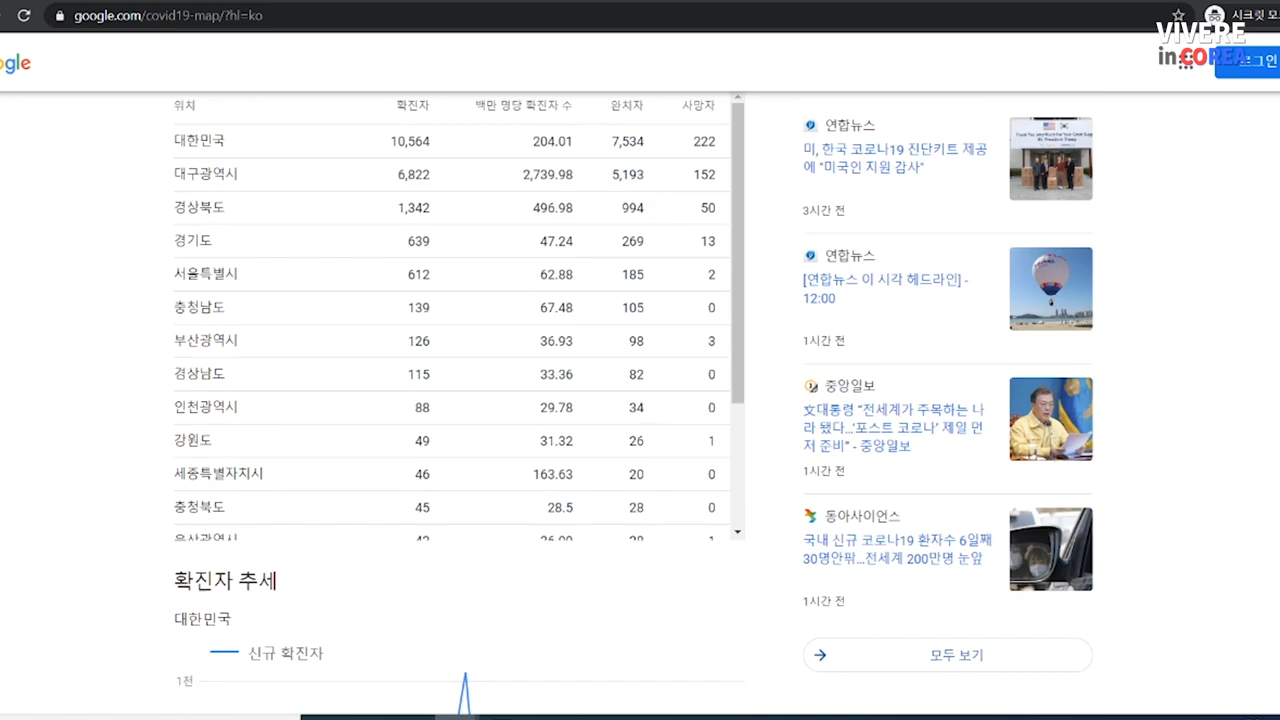 google.com/covid19-map/?hl=ko
시크릿 모
VIVERE
in COREA
ogle
로그인
위치 확진자 백만 명당 확진자 수 완치자 사망자
대한민국 10,564 204.01 7,534 222
대구광역시 6,822 2,739.98 5,193 152
경상북도 1,342 496.98 994 50
경기도 639 47.24 269 13
서울특별시 612 62.88 185 2
충청남도 139 67.48 105 0
부산광역시 126 36.93 98 3
경상남도 115 33.36 82 0
인천광역시 88 29.78 34 0
강원도 49 31.32 26 1
세종특별자치시 46 163.63 20 0
충청북도 45 28.5 28 0
확진자 추세
대한민국
신규 확진자
1천
연합뉴스
미, 한국 코로나19 진단키트 제공
에 "미국인 지원 감사"
3시간 전
연합뉴스
[연합뉴스 이 시각 헤드라인] -
12:00
1시간 전
중앙일보
文대통령 “전세계가 주목하는 나
라 됐다…‘포스트 코로나’ 제일 먼
저 준비” - 중앙일보
1시간 전
동아사이언스
국내 신규 코로나19 환자수 6일째
30명안팎…전세계 200만명 눈앞
1시간 전
모두 보기